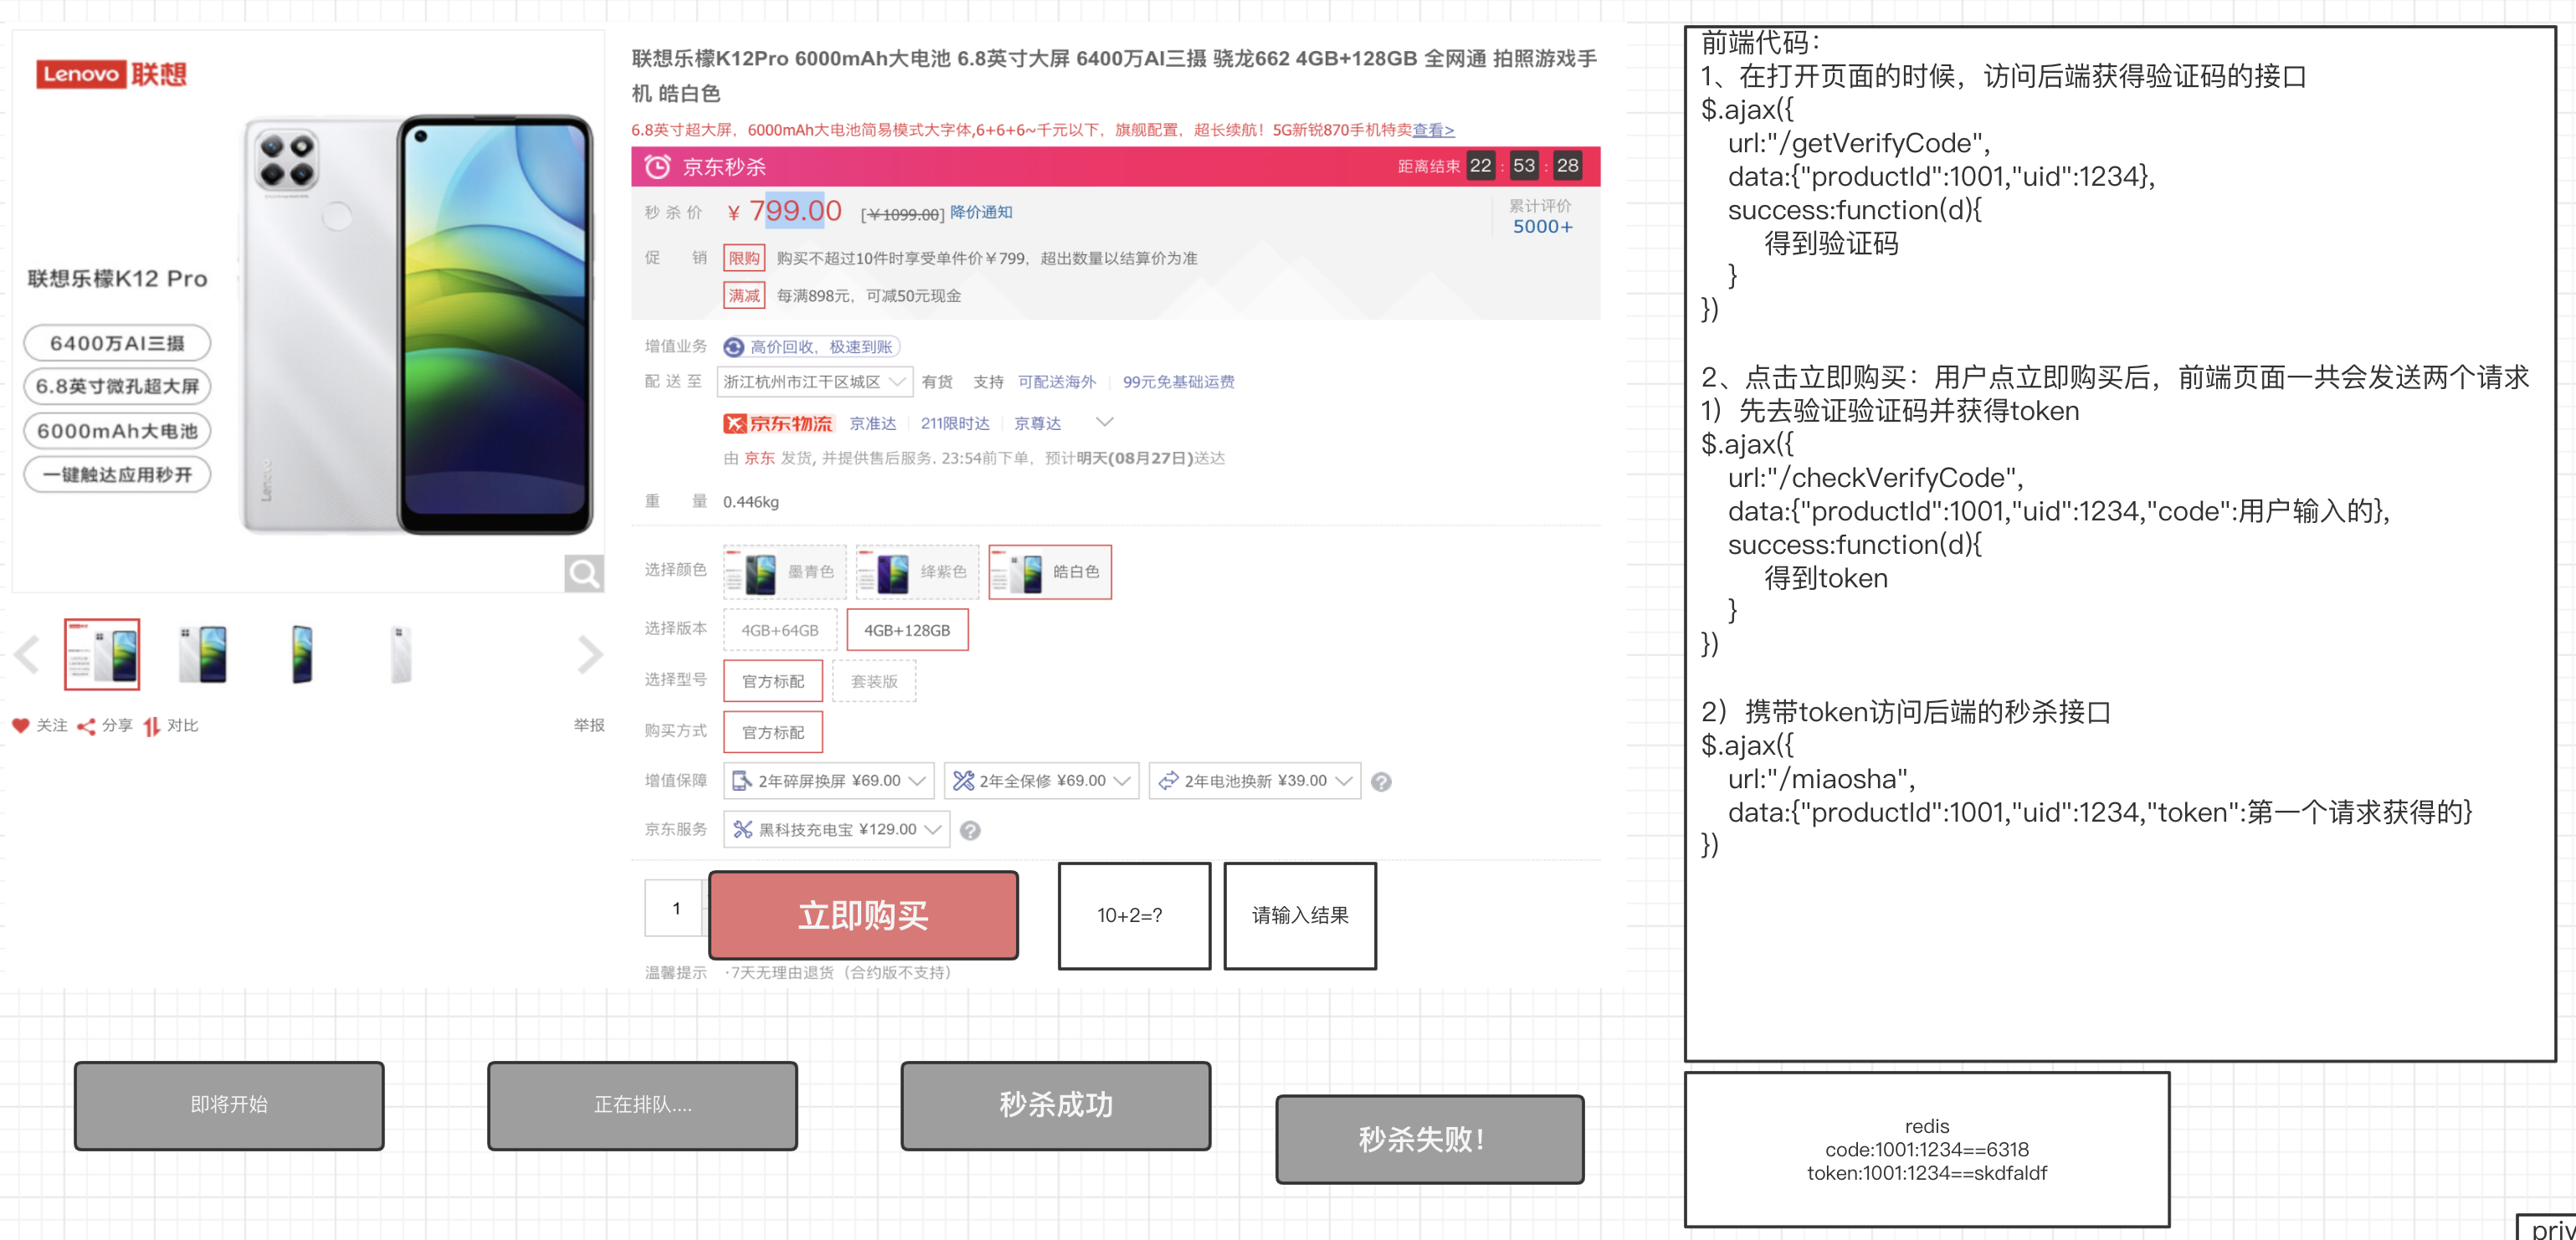 Lenovo 联想
联想乐檬K12 Pro
6400万AI三摄
6.8英寸微孔超大屏
6000mAh大电池
一键触达应用秒开
Lenovo
关注 分享 对比 举报
联想乐檬K12Pro 6000mAh大电池 6.8英寸大屏 6400万AI三摄 骁龙662 4GB+128GB 全网通 拍照游戏手
机 皓白色
6.8英寸超大屏，6000mAh大电池简易模式大字体,6+6+6~千元以下，旗舰配置，超长续航！5G新锐870手机特卖查看>
京东秒杀 距离结束 22 : 53 : 28
秒杀价 ￥ 799.00 [￥1099.00] 降价通知 累计评价
5000+
促 销 限购 购买不超过10件时享受单件价￥799，超出数量以结算价为准
满减 每满898元，可减50元现金
增值业务 高价回收，极速到账
配送至 浙江杭州市江干区城区 有货 支持 可配送海外 99元免基础运费
京东物流 京准达 211限时达 京尊达
由 京东 发货, 并提供售后服务. 23:54前下单，预计明天(08月27日)送达
重 量 0.446kg
选择颜色 墨青色 绛紫色 皓白色
选择版本 4GB+64GB 4GB+128GB
选择型号 官方标配 套装版
购买方式 官方标配
增值保障 2年碎屏换屏 ¥69.00 2年全保修 ¥69.00 2年电池换新 ¥39.00 ?
京东服务 黑科技充电宝 ¥129.00 ?
1 立即购买 10+2=? 请输入结果
温馨提示 ·7天无理由退货（合约版不支持）
即将开始
正在排队....
秒杀成功
秒杀失败！
前端代码：
1、在打开页面的时候，访问后端获得验证码的接口
$.ajax({
url:"/getVerifyCode",
data:{"productId":1001,"uid":1234},
success:function(d){
得到验证码
}
})
2、点击立即购买：用户点立即购买后，前端页面一共会发送两个请求
1）先去验证验证码并获得token
$.ajax({
url:"/checkVerifyCode",
data:{"productId":1001,"uid":1234,"code":用户输入的},
success:function(d){
得到token
}
})
2）携带token访问后端的秒杀接口
$.ajax({
url:"/miaosha",
data:{"productId":1001,"uid":1234,"token":第一个请求获得的}
})
redis
code:1001:1234==6318
token:1001:1234==skdfaldf
priv